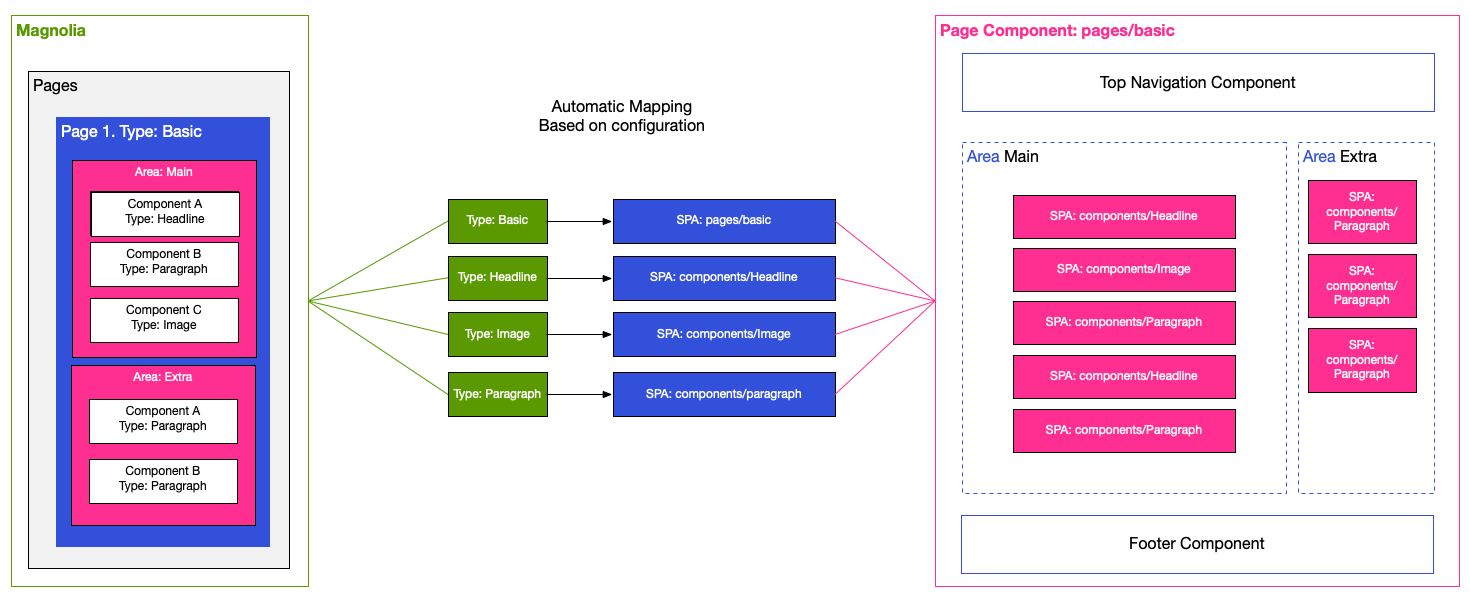 Magnolia
Pages
Page 1. Type: Basic
Area: Main
Component A
Type: Headline
Component B
Type: Paragraph
Component C
Type: Image
Area: Extra
Component A
Type: Paragraph
Component B
Type: Paragraph
Automatic Mapping
Based on configuration
Type: Basic
SPA: pages/basic
Type: Headline
SPA: components/Headline
Type: Image
SPA: components/Image
Type: Paragraph
SPA: components/paragraph
Page Component: pages/basic
Top Navigation Component
Area Main
SPA: components/Headline
SPA: components/Image
SPA: components/Paragraph
SPA: components/Headline
SPA: components/Paragraph
Area Extra
SPA:
components/
Paragraph
SPA:
components/
Paragraph
SPA:
components/
Paragraph
Footer Component